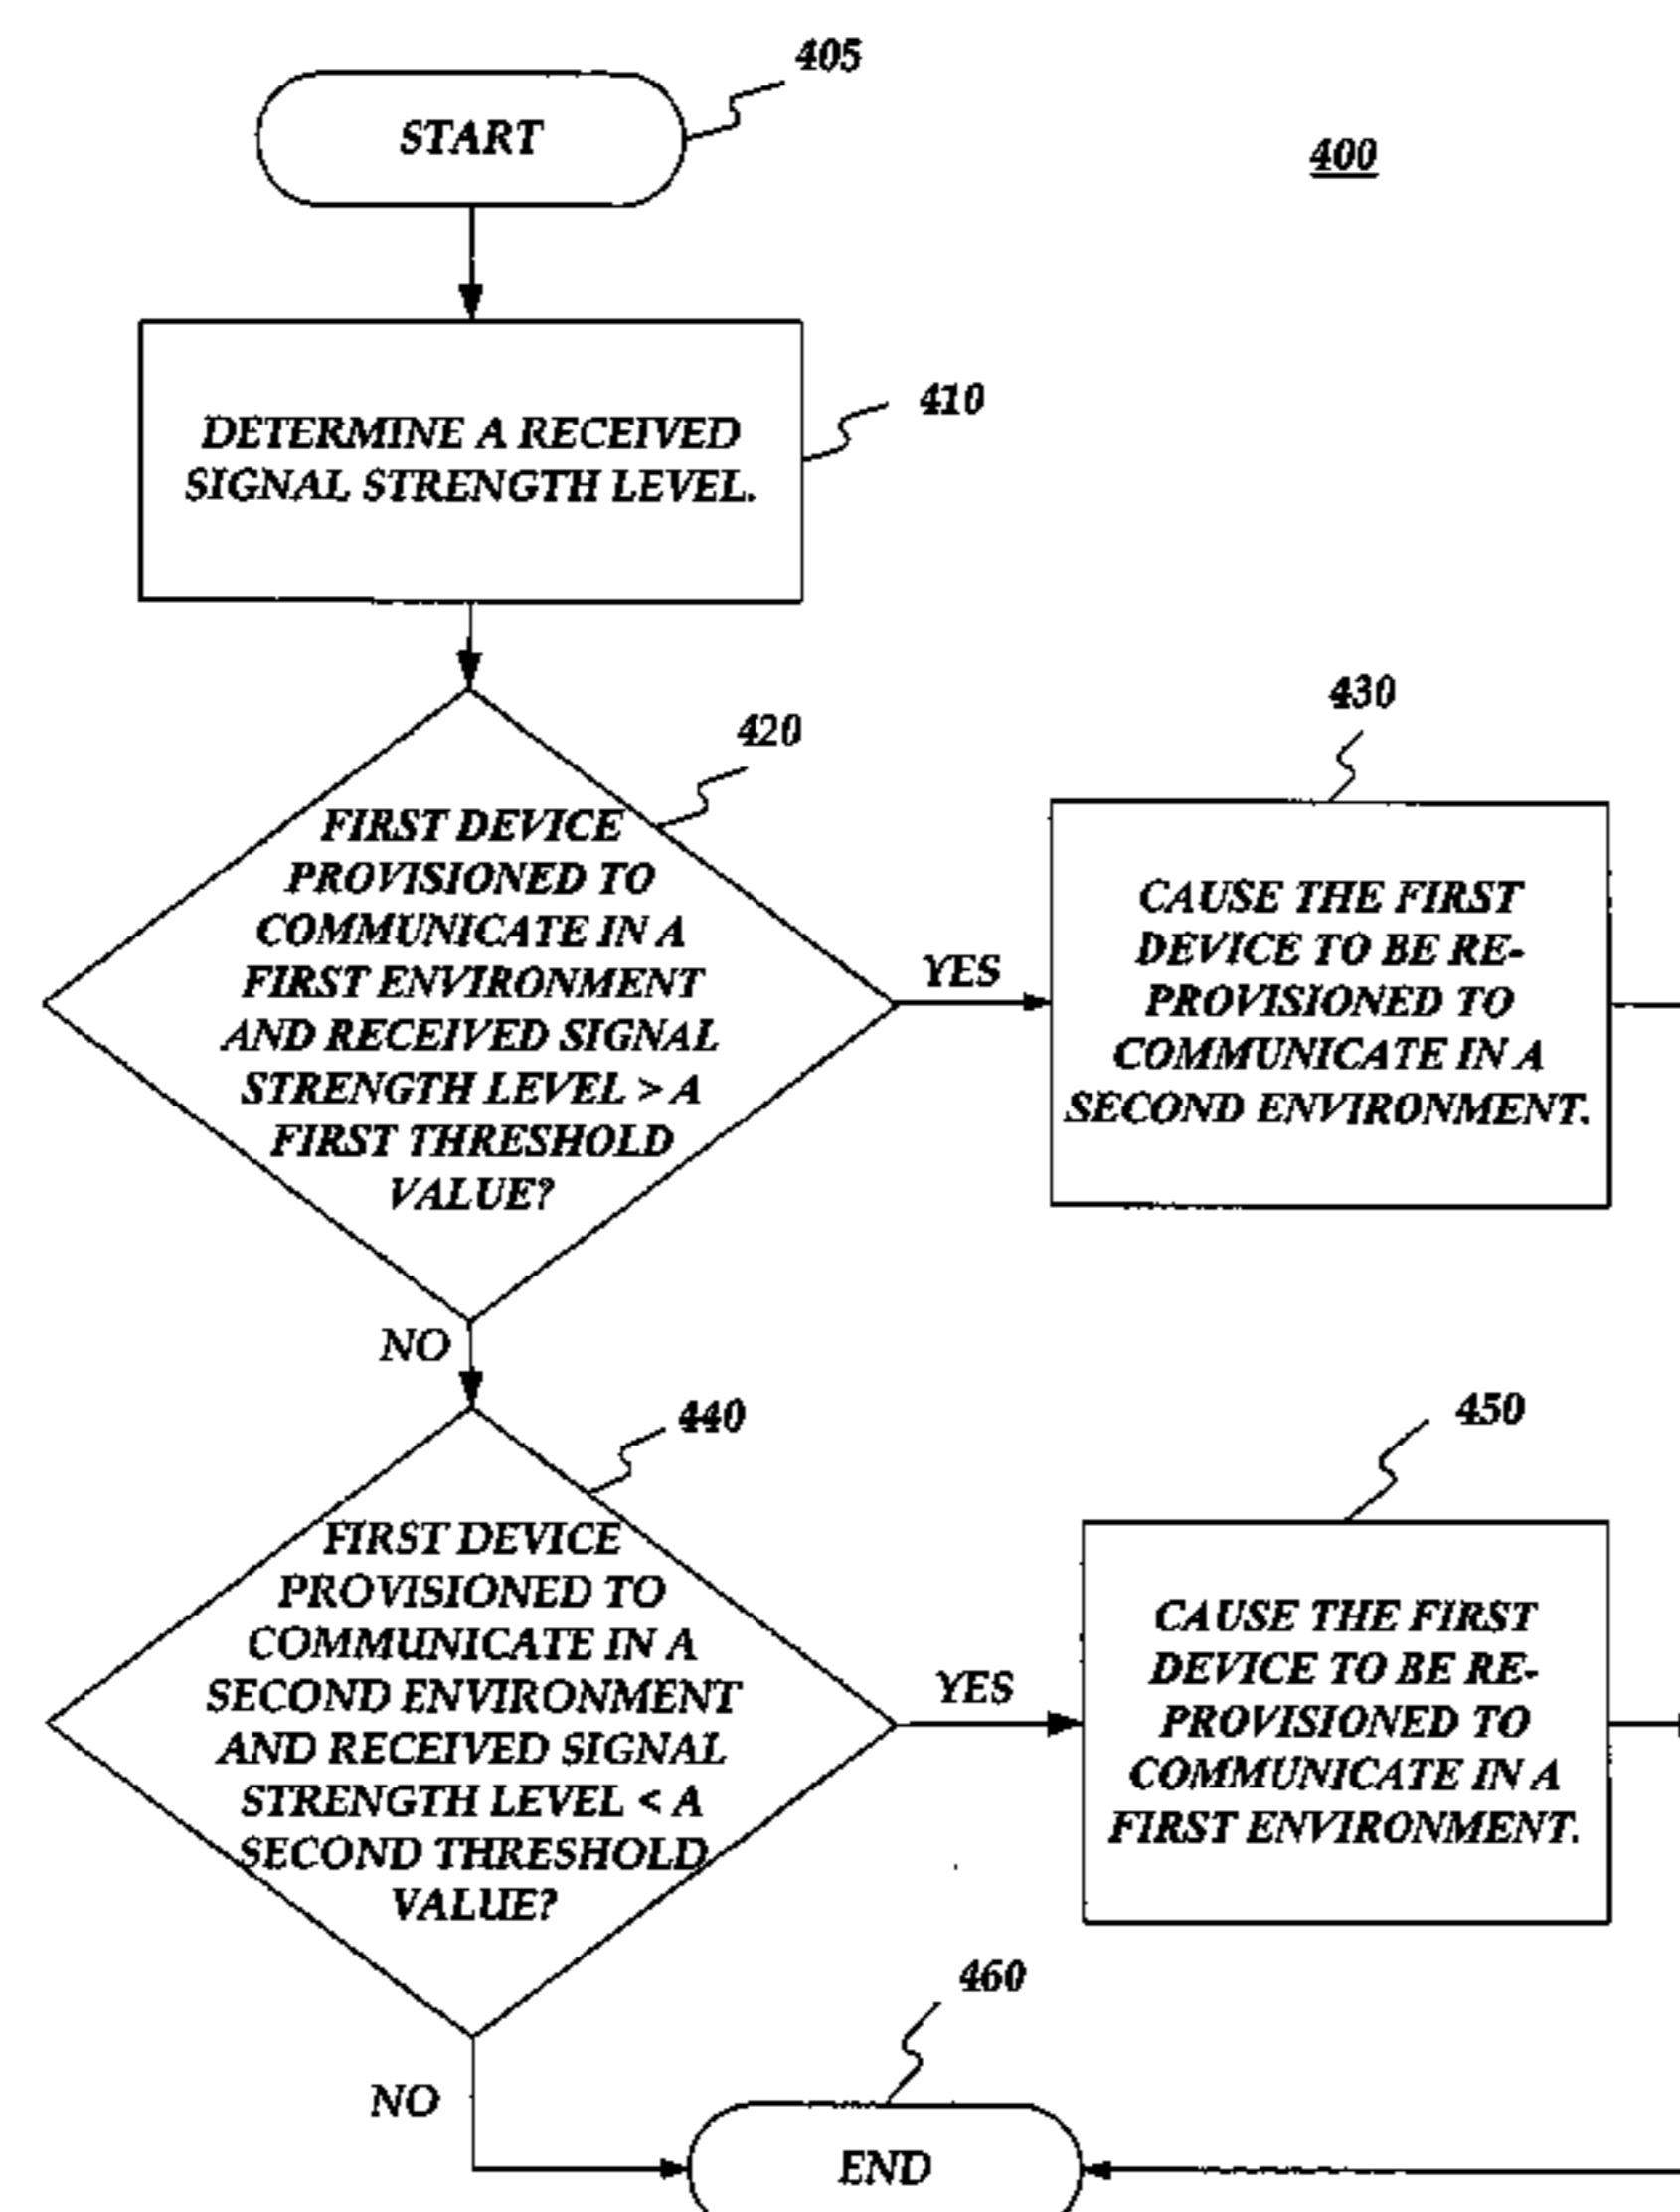 405
START
400
DETERMINE A RECEIVED
SIGNAL STRENGTH LEVEL.
410
420
FIRST DEVICE
PROVISIONED TO
COMMUNICATE IN A
FIRST ENVIRONMENT
AND RECEIVED SIGNAL
STRENGTH LEVEL > A
FIRST THRESHOLD
VALUE?
YES
430
CAUSE THE FIRST
DEVICE TO BE RE-
PROVISIONED TO
COMMUNICATE IN A
SECOND ENVIRONMENT.
NO
440
FIRST DEVICE
PROVISIONED TO
COMMUNICATE IN A
SECOND ENVIRONMENT
AND RECEIVED SIGNAL
STRENGTH LEVEL < A
SECOND THRESHOLD
VALUE?
YES
450
CAUSE THE FIRST
DEVICE TO BE RE-
PROVISIONED TO
COMMUNICATE IN A
FIRST ENVIRONMENT.
NO
460
END